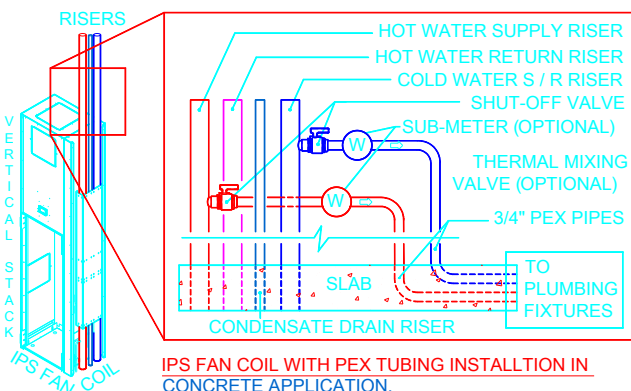 RISERS
HOT WATER SUPPLY RISER
HOT WATER RETURN RISER
COLD WATER S / R RISER
SHUT-OFF VALVE
SUB-METER (OPTIONAL)
W
THERMAL MIXING
VALVE (OPTIONAL)
W
3/4" PEX PIPES
SLAB
TO
PLUMBING
FIXTURES
CONDENSATE DRAIN RISER
VERTICAL STACK
IPS FAN COIL
IPS FAN COIL WITH PEX TUBING INSTALLTION IN
CONCRETE APPLICATION.